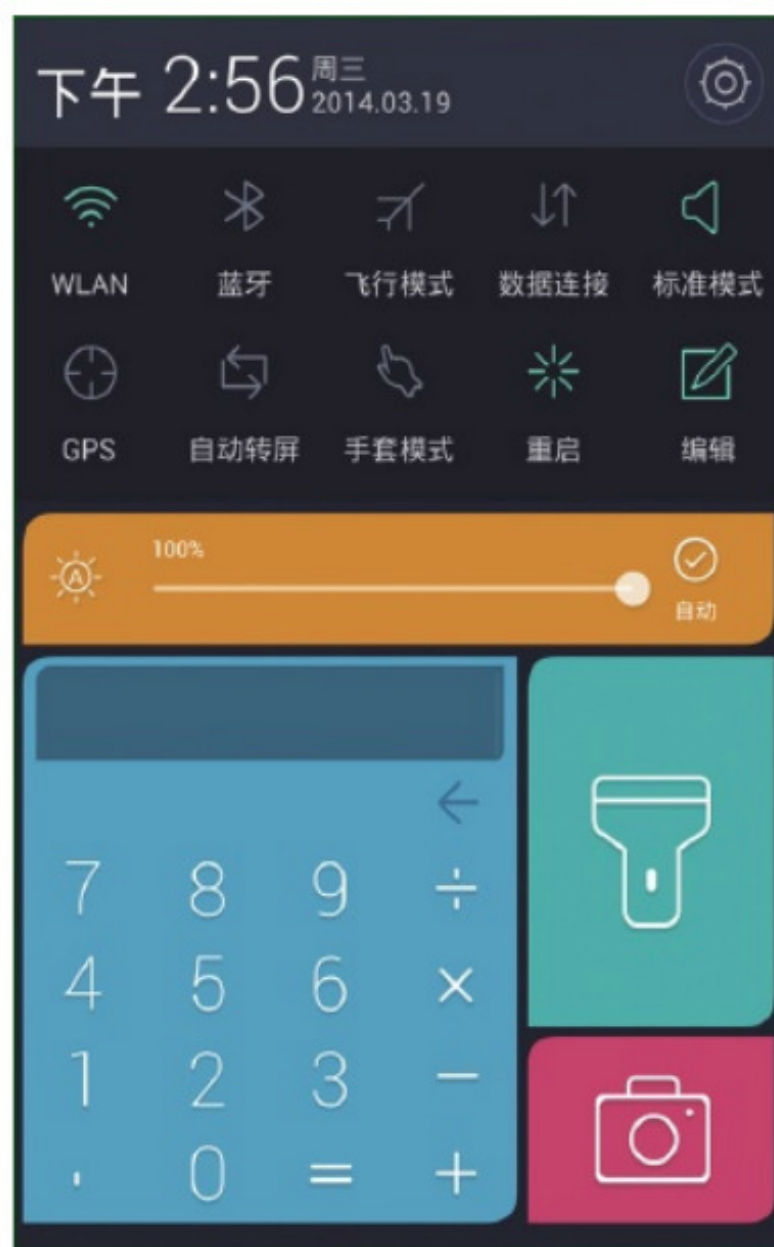 下午 2:56 周三
2014.03.19
WLAN 蓝牙 飞行模式 数据连接 标准模式
GPS 自动转屏 手套模式 重启 编辑
A 100%
自动
7 8 9 ÷
4 5 6 ×
1 2 3 −
. 0 = +